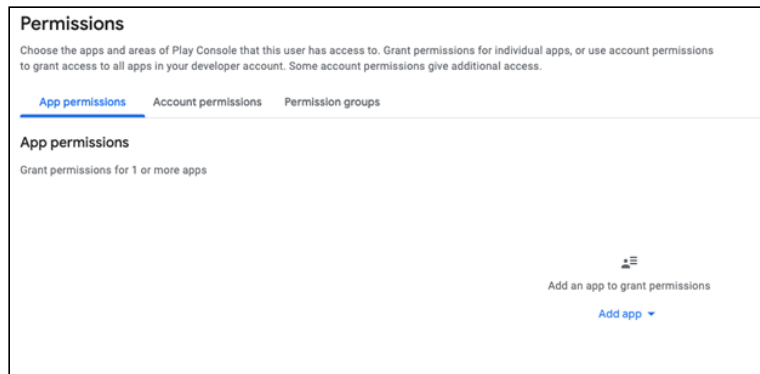 Permissions
Choose the apps and areas of Play Console that this user has access to. Grant permissions for individual apps, or use account permissions
to grant access to all apps in your developer account. Some account permissions give additional access.
App permissions Account permissions Permission groups
App permissions
Grant permissions for 1 or more apps
Add an app to grant permissions
Add app